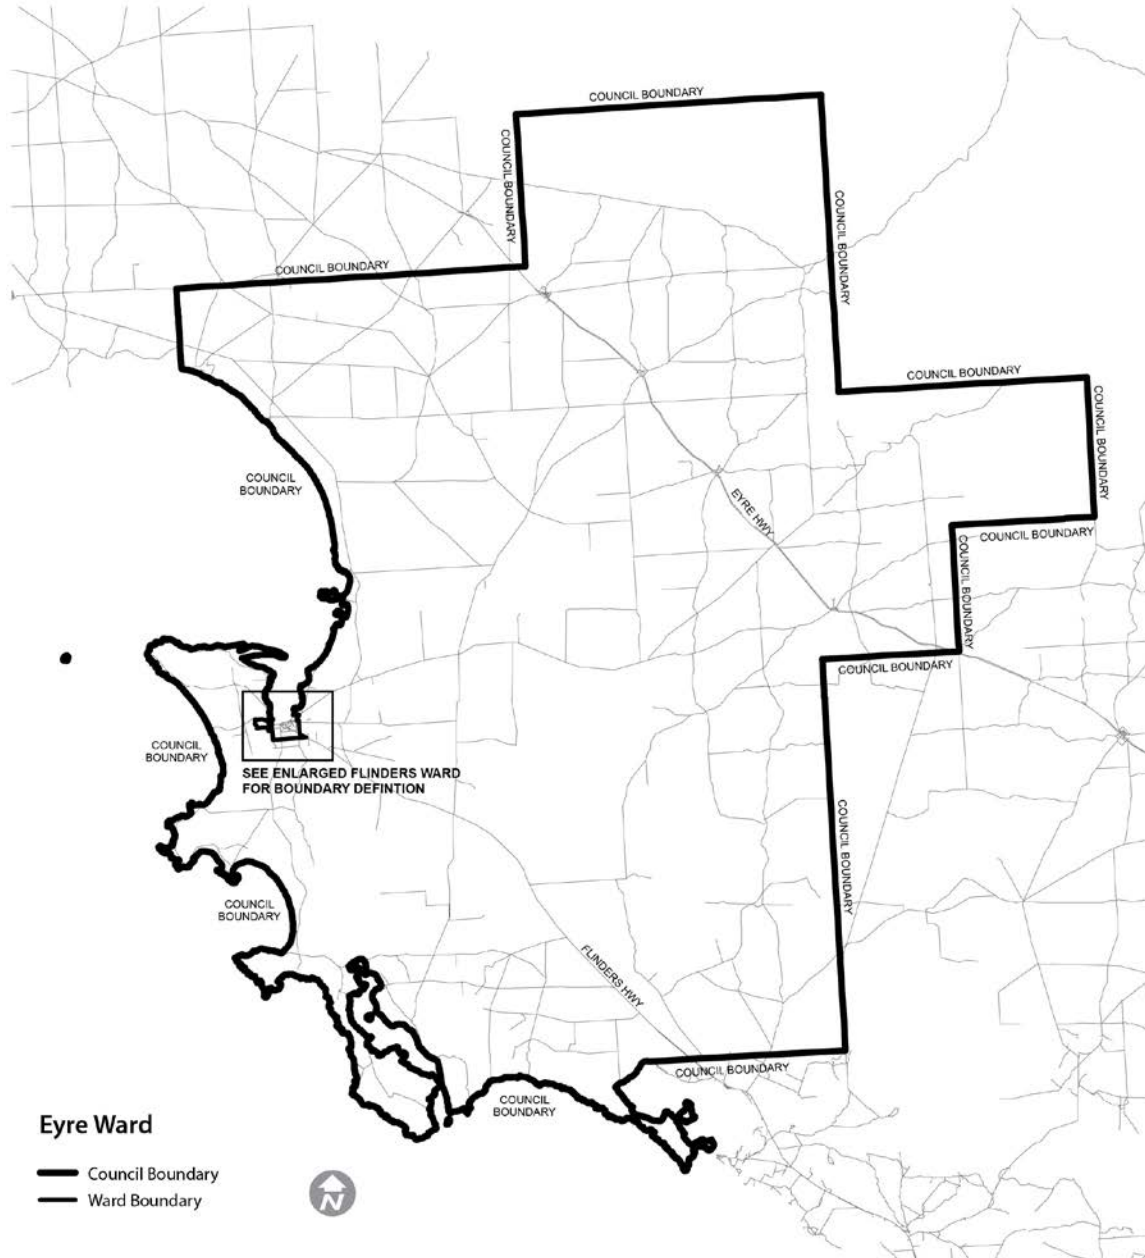 COUNCIL BOUNDARY
COUNCIL BOUNDARY
COUNCIL BOUNDARY
COUNCIL BOUNDARY
COUNCIL BOUNDARY
COUNCIL BOUNDARY
COUNCIL
BOUNDARY
EYRE HWY
COUNCIL BOUNDARY
COUNCIL BOUNDARY
COUNCIL BOUNDARY
COUNCIL
BOUNDARY
SEE ENLARGED FLINDERS WARD
FOR BOUNDARY DEFINTION
COUNCIL BOUNDARY
COUNCIL
BOUNDARY
FLINDERS HWY
COUNCIL BOUNDARY
COUNCIL
BOUNDARY
Eyre Ward
Council Boundary
Ward Boundary
N